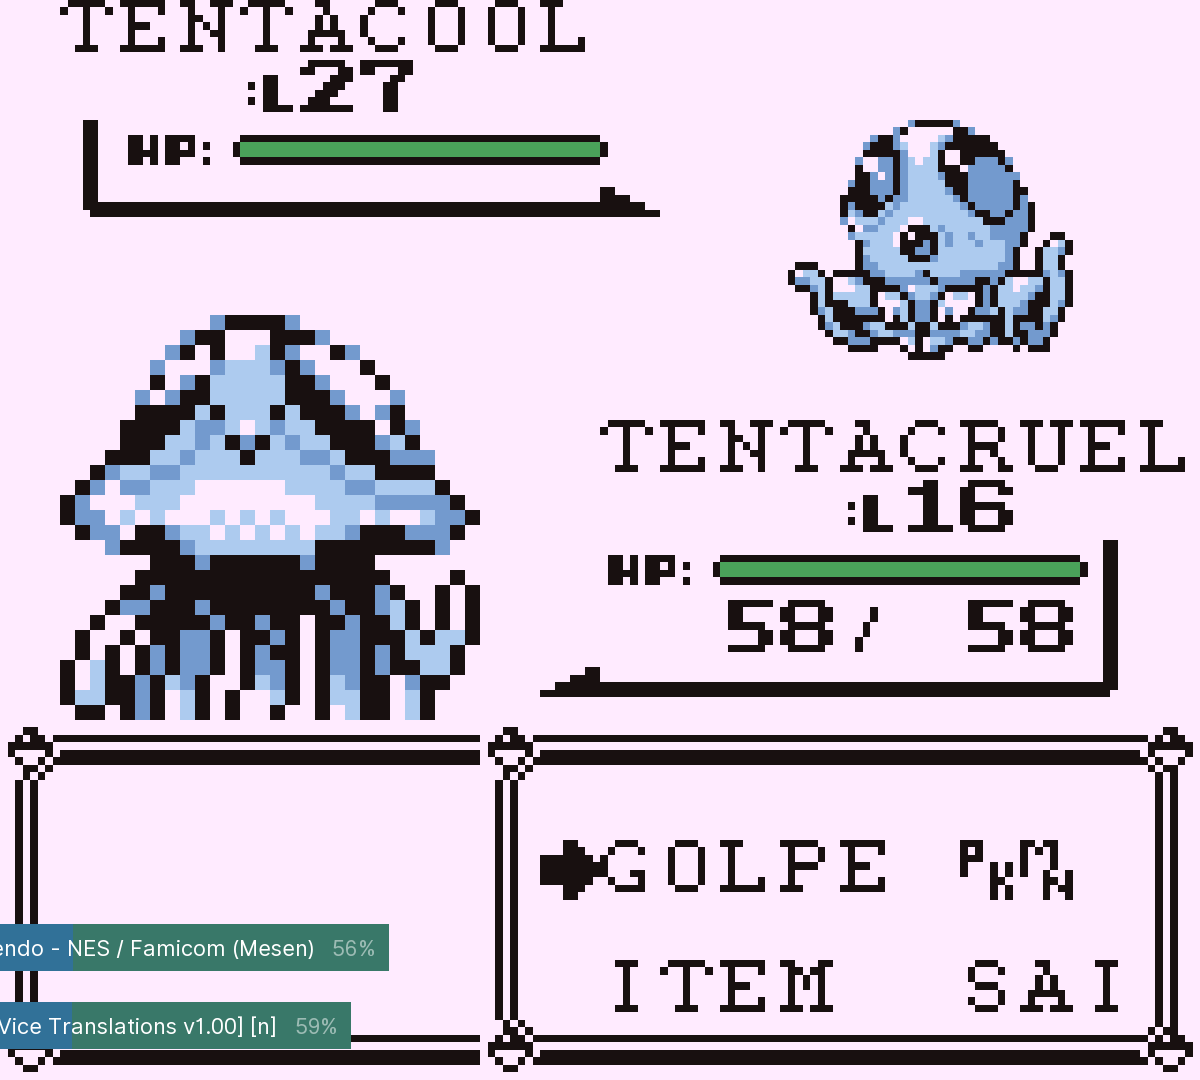 TENTACOOL
:L27
HP:
TENTACRUEL
:L16
HP:
58/ 58
GOLPE PKMN
ITEM SAI
endo - NES / Famicom (Mesen) 56%
Vice Translations v1.00] [n] 59%